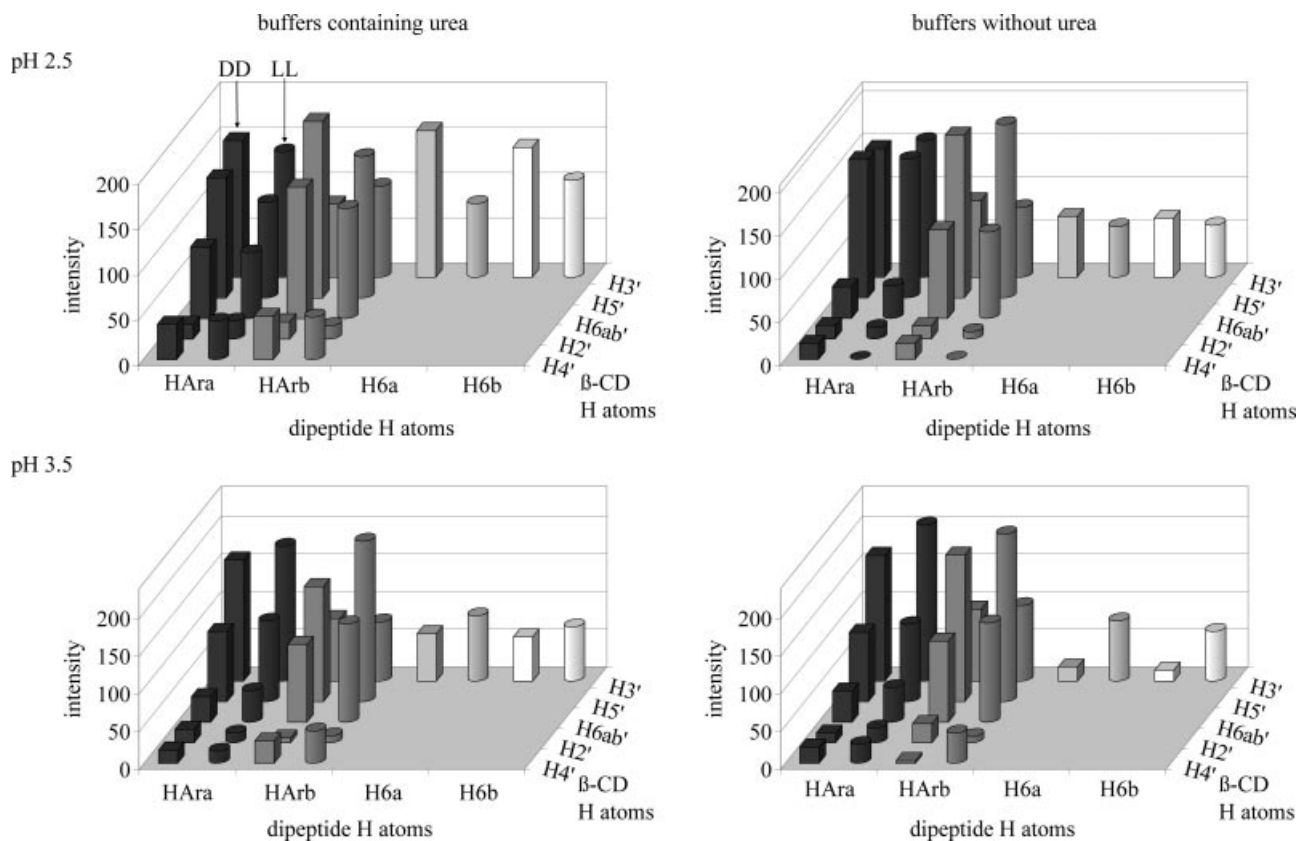 buffers containing urea
buffers without urea
pH 2.5
DD
LL
200
150
100
50
0
intensity
HAra
HArb
H6a
H6b
dipeptide H atoms
H3'
H5'
H6ab'
H2'
H4'
ß-CD
H atoms
200
150
100
50
0
intensity
HAra
HArb
H6a
H6b
dipeptide H atoms
H3'
H5'
H6ab'
H2'
H4'
ß-CD
H atoms
pH 3.5
200
150
100
50
0
intensity
HAra
HArb
H6a
H6b
dipeptide H atoms
H3'
H5'
H6ab'
H2'
H4'
ß-CD
H atoms
200
150
100
50
0
intensity
HAra
HArb
H6a
H6b
dipeptide H atoms
H3'
H5'
H6ab'
H2'
H4'
ß-CD
H atoms